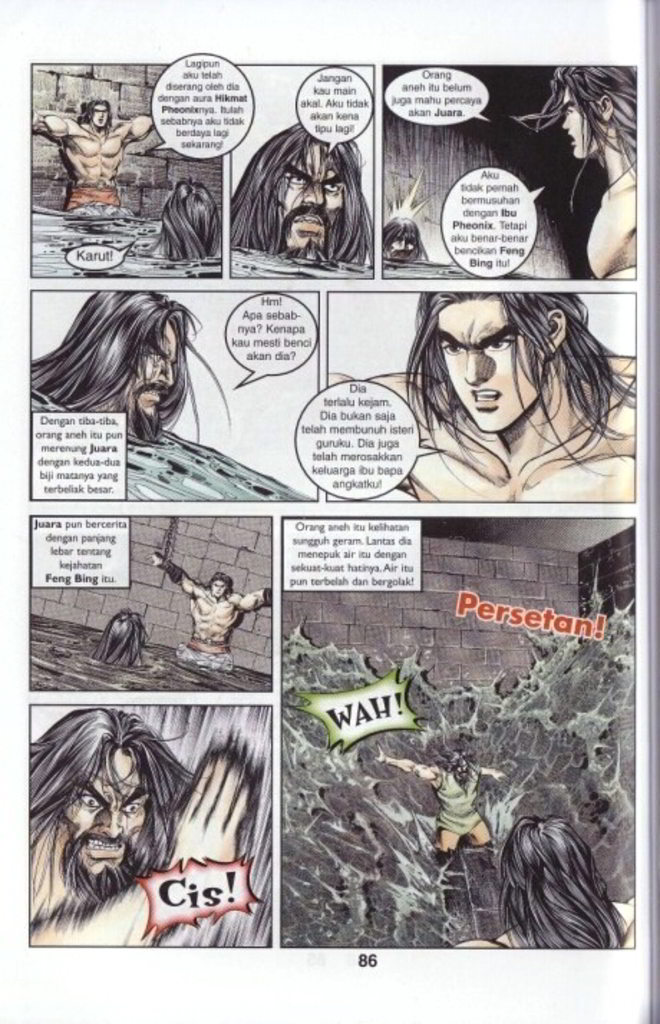 Lagipun
aku telah
diserang oleh dia
dengan aura Hikmat
Pheonixnya. Itulah
sebabnya aku tidak
berdaya lagi
sekarang!
Karut!
Jangan
kau main
akal. Aku tidak
akan kena
tipu lagi!
Orang
aneh itu belum
juga mahu percaya
akan Juara.
Aku
tidak pernah
bermusuhan
dengan Ibu
Pheonix. Tetapi
aku benar-benar
bencikan Feng
Bing itu!
Hm!
Apa sebab-
nya? Kenapa
kau mesti benci
akan dia?
Dengan tiba-tiba,
orang aneh itu pun
merenung Juara
dengan kedua-dua
biji matanya yang
terbeliak besar.
Dia
terlalu kejam.
Dia bukan saja
telah membunuh isteri
guruku. Dia juga
telah merosakkan
keluarga ibu bapa
angkatku!
Juara pun bercerita
dengan panjang
lebar tentang
kejahatan
Feng Bing itu.
Orang aneh itu kelihatan
sungguh geram. Lantas dia
menepuk air itu dengan
sekuat-kuat hatinya. Air itu
pun terbelah dan bergolak!
Persetan!
WAH!
Cis!
86